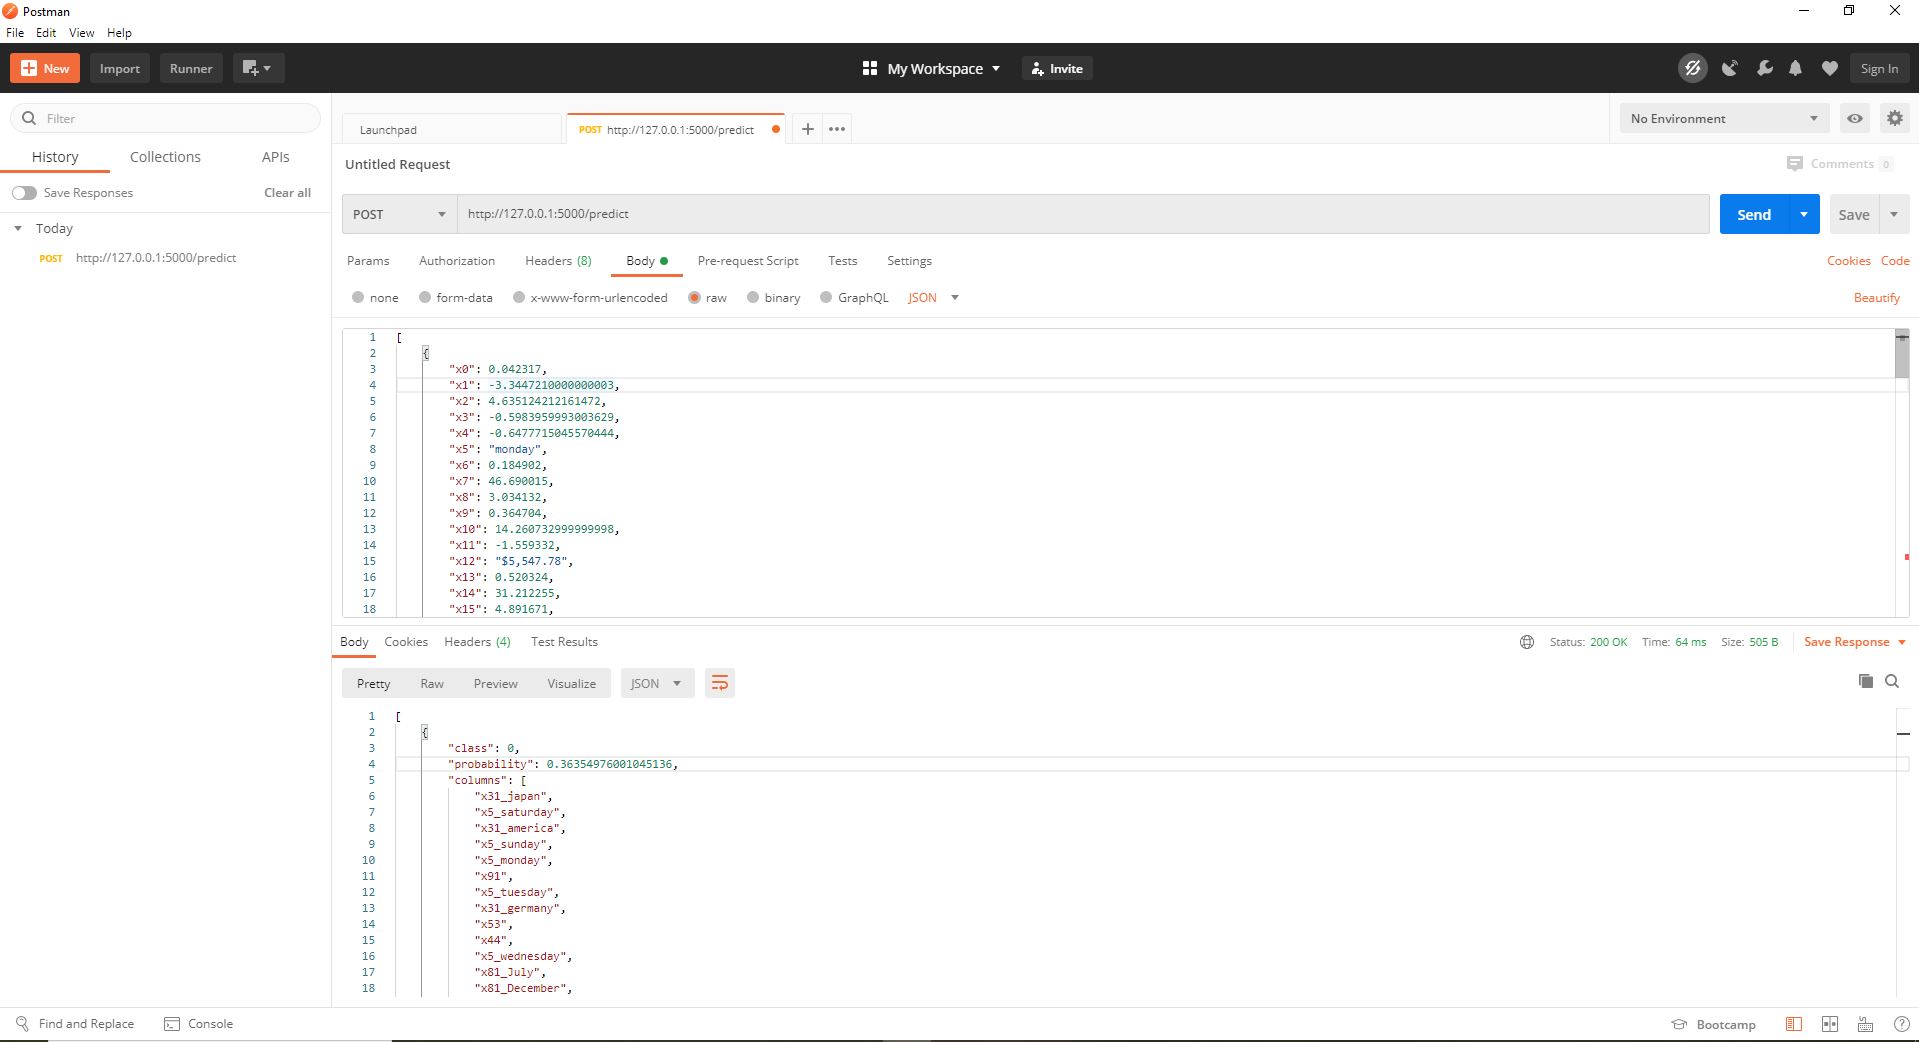 Postman
File Edit View Help
New Import Runner My Workspace Invite Sign In
Filter
History Collections APIs
Save Responses Clear all
Today
POST http://127.0.0.1:5000/predict
Launchpad POST http://127.0.0.1:5000/predict No Environment
Untitled Request Comments 0
POST http://127.0.0.1:5000/predict Send Save
Params Authorization Headers (8) Body Pre-request Script Tests Settings Cookies Code
none form-data x-www-form-urlencoded raw binary GraphQL JSON Beautify
1 [
2 {
3 "x0": 0.042317,
4 "x1": -3.3447210000000003,
5 "x2": 4.635124212161472,
6 "x3": -0.5983959993003629,
7 "x4": -0.6477715045570444,
8 "x5": "monday",
9 "x6": 0.184902,
10 "x7": 46.690015,
11 "x8": 3.034132,
12 "x9": 0.364704,
13 "x10": 14.260732999999998,
14 "x11": -1.559332,
15 "x12": "$5,547.78",
16 "x13": 0.520324,
17 "x14": 31.212255,
18 "x15": 4.891671,
Body Cookies Headers (4) Test Results Status: 200 OK Time: 64 ms Size: 505 B Save Response
Pretty Raw Preview Visualize JSON
1 [
2 {
3 "class": 0,
4 "probability": 0.36354976001045136,
5 "columns": [
6 "x31_japan",
7 "x5_saturday",
8 "x31_america",
9 "x5_sunday",
10 "x5_monday",
11 "x91",
12 "x5_tuesday",
13 "x31_germany",
14 "x53",
15 "x44",
16 "x5_wednesday",
17 "x81_July",
18 "x81_December",
Find and Replace Console Bootcamp